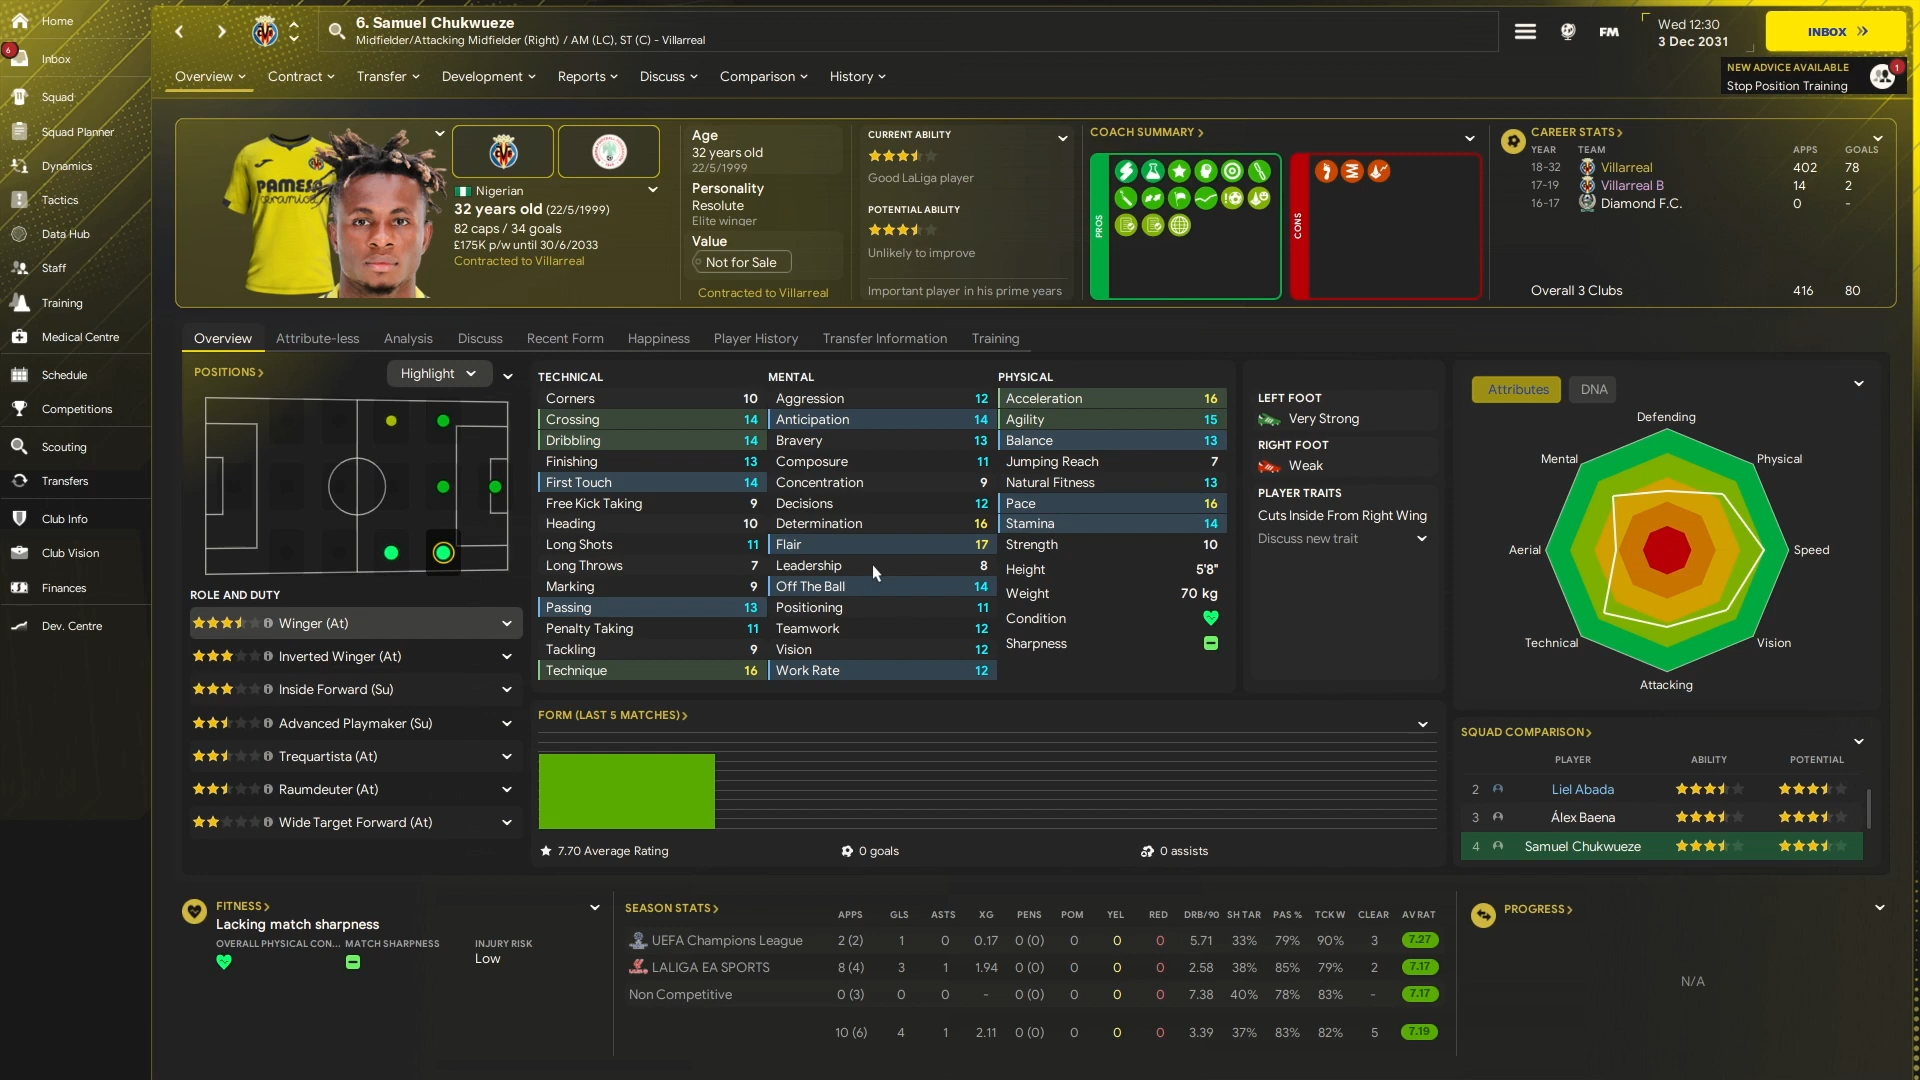 Home
6
Inbox
Squad
Squad Planner
Dynamics
Tactics
Data Hub
Staff
Training
Medical Centre
Schedule
Competitions
Scouting
Transfers
Club Info
Club Vision
Finances
Dev. Centre
6. Samuel Chukwueze
Midfielder/Attacking Midfielder (Right) / AM (LC), ST (C) - Villarreal
FM
Wed 12:30
3 Dec 2031
INBOX
NEW ADVICE AVAILABLE
Stop Position Training
1
Overview Contract Transfer Development Reports Discuss Comparison History
PAMESA
ceramica
Nigerian
32 years old (22/5/1999)
82 caps / 34 goals
£175K p/w until 30/6/2033
Contracted to Villarreal
Age
32 years old
22/5/1999
Personality
Resolute
Elite winger
Value
Not for Sale
Contracted to Villarreal
CURRENT ABILITY
Good LaLiga player
POTENTIAL ABILITY
Unlikely to improve
Important player in his prime years
COACH SUMMARY
PROS
CONS
CAREER STATS
YEAR TEAM APPS GOALS
18-32 Villarreal 402 78
17-19 Villarreal B 14 2
16-17 Diamond F.C. 0 -
Overall 3 Clubs 416 80
Overview Attribute-less Analysis Discuss Recent Form Happiness Player History Transfer Information Training
POSITIONS
Highlight
ROLE AND DUTY
Winger (At)
Inverted Winger (At)
Inside Forward (Su)
Advanced Playmaker (Su)
Trequartista (At)
Raumdeuter (At)
Wide Target Forward (At)
TECHNICAL
Corners 10
Crossing 14
Dribbling 14
Finishing 13
First Touch 14
Free Kick Taking 9
Heading 10
Long Shots 11
Long Throws 7
Marking 9
Passing 13
Penalty Taking 11
Tackling 9
Technique 16
MENTAL
Aggression 12
Anticipation 14
Bravery 13
Composure 11
Concentration 9
Decisions 12
Determination 16
Flair 17
Leadership 8
Off The Ball 14
Positioning 11
Teamwork 12
Vision 12
Work Rate 12
PHYSICAL
Acceleration 16
Agility 15
Balance 13
Jumping Reach 7
Natural Fitness 13
Pace 16
Stamina 14
Strength 10
Height 5'8"
Weight 70 kg
Condition
Sharpness
LEFT FOOT
Very Strong
RIGHT FOOT
Weak
PLAYER TRAITS
Cuts Inside From Right Wing
Discuss new trait
Attributes DNA
Defending
Mental Physical
Aerial Speed
Technical Vision
Attacking
FORM (LAST 5 MATCHES)
7.70 Average Rating 0 goals 0 assists
SQUAD COMPARISON
PLAYER ABILITY POTENTIAL
2 Liel Abada
3 Álex Baena
4 Samuel Chukwueze
FITNESS
Lacking match sharpness
OVERALL PHYSICAL CON... MATCH SHARPNESS INJURY RISK
Low
SEASON STATS APPS GLS ASTS XG PENS POM YEL RED DRB/90 SH TAR PAS % TCK W CLEAR AV RAT
UEFA Champions League 2 (2) 1 0 0.17 0 (0) 0 0 0 5.71 33% 79% 90% 3 7.27
LALIGA EA SPORTS 8 (4) 3 1 1.94 0 (0) 0 0 0 2.58 38% 85% 79% 2 7.17
Non Competitive 0 (3) 0 0 - 0 (0) 0 0 0 7.38 40% 78% 83% - 7.17
10 (6) 4 1 2.11 0 (0) 0 0 0 3.39 37% 83% 82% 5 7.19
PROGRESS
N/A